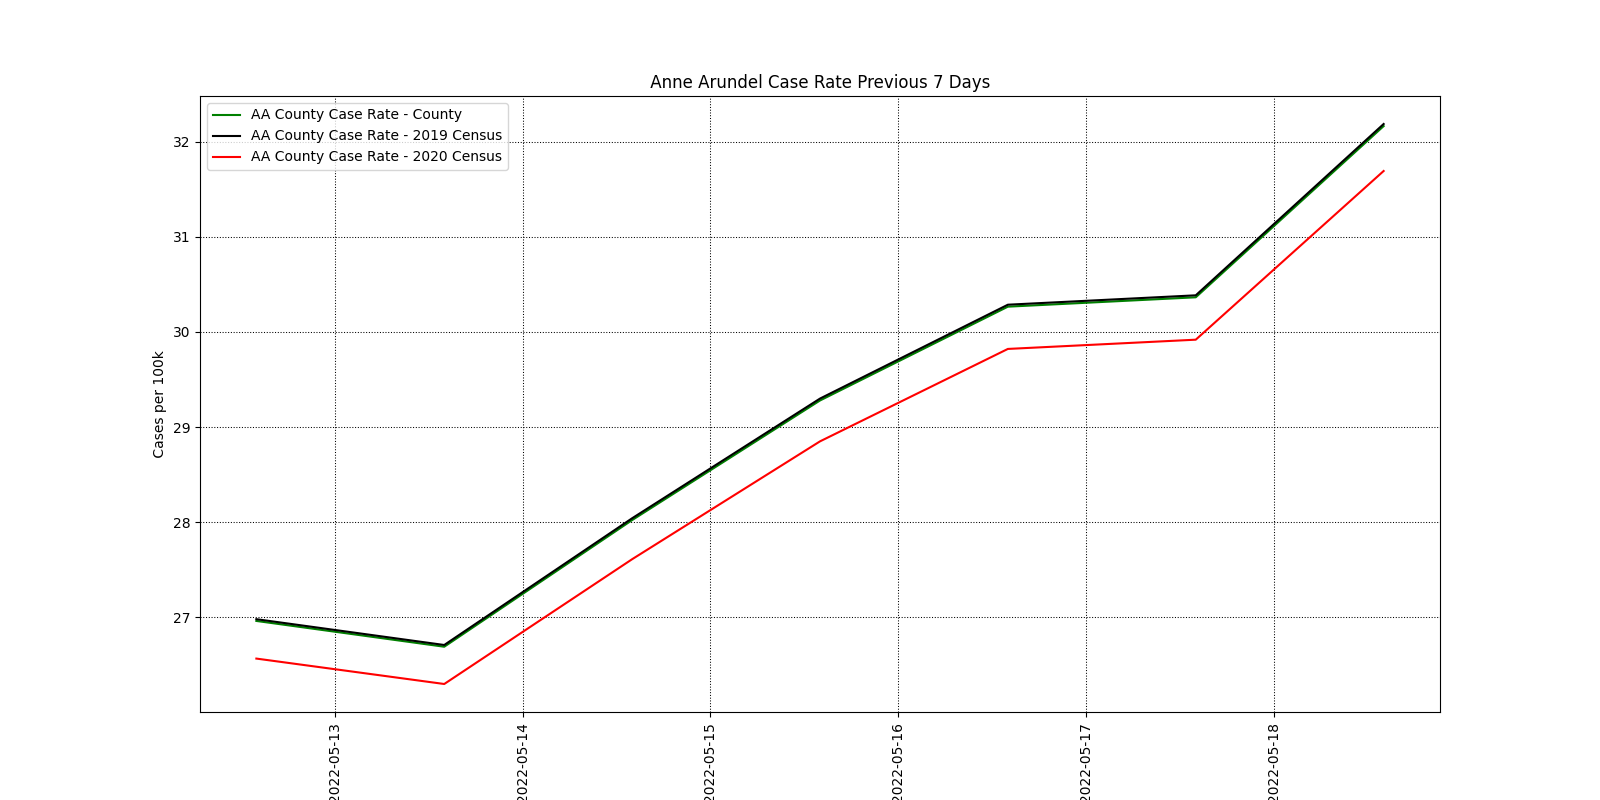 Anne Arundel Case Rate Previous 7 Days
AA County Case Rate - County
AA County Case Rate - 2019 Census
AA County Case Rate - 2020 Census
32
31
30
29
28
27
Cases per 100k
2022-05-13
2022-05-14
2022-05-15
2022-05-16
2022-05-17
2022-05-18